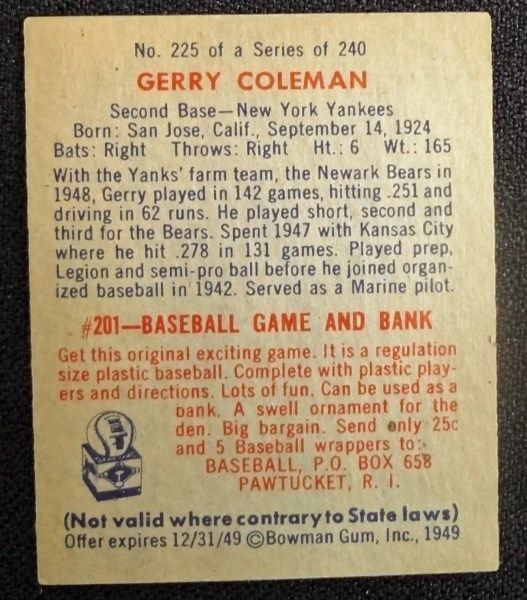 No. 225 of a Series of 240
GERRY COLEMAN
Second Base—New York Yankees
Born: San Jose, Calif., September 14, 1924
Bats: Right Throws: Right Ht.: 6 Wt.: 165
With the Yanks' farm team, the Newark Bears in
1948, Gerry played in 142 games, hitting .251 and
driving in 62 runs. He played short, second and
third for the Bears. Spent 1947 with Kansas City
where he hit .278 in 131 games. Played prep,
Legion and semi-pro ball before he joined organ-
ized baseball in 1942. Served as a Marine pilot.
#201—BASEBALL GAME AND BANK
Get this original exciting game. It is a regulation
size plastic baseball. Complete with plastic play-
ers and directions. Lots of fun. Can be used as a
bank. A swell ornament for the
den. Big bargain. Send only 25c
and 5 Baseball wrappers to:
BASEBALL, P.O. BOX 658
PAWTUCKET, R. I.
(Not valid where contrary to State laws)
Offer expires 12/31/49 ©Bowman Gum, Inc., 1949